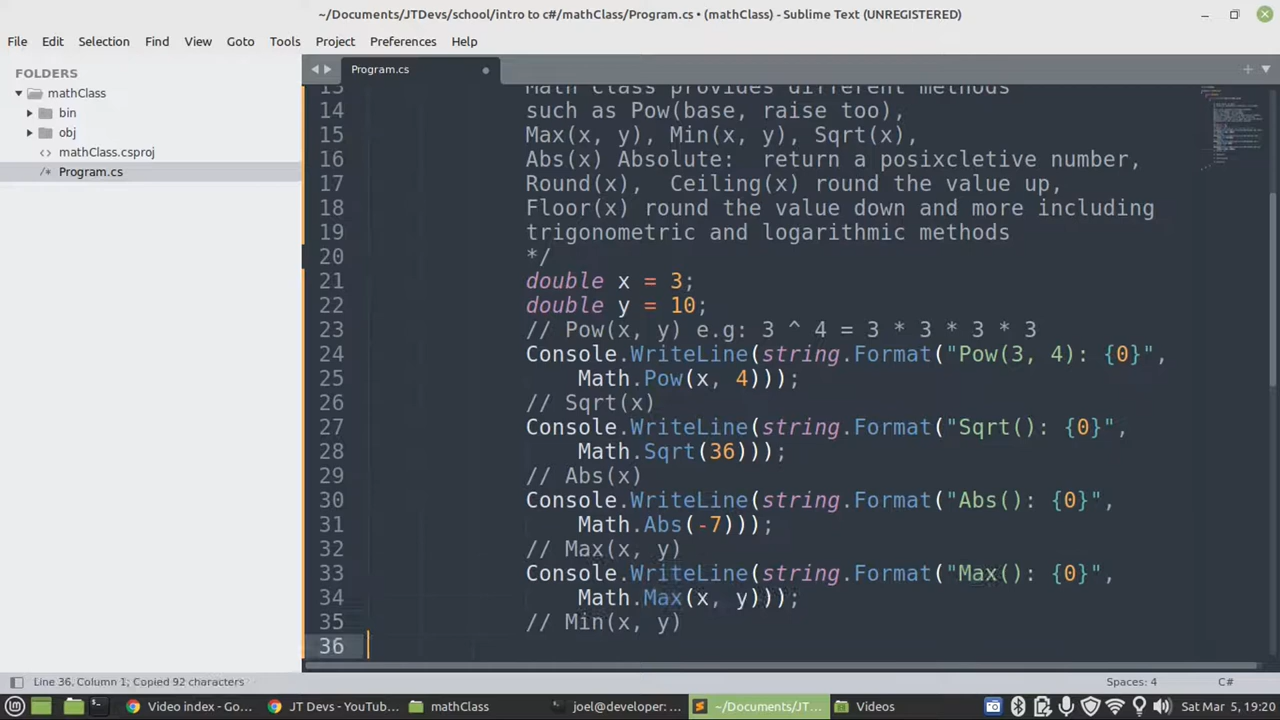 ~/Documents/JTDevs/school/intro to c#/mathClass/Program.cs • (mathClass) - Sublime Text (UNREGISTERED)
File Edit Selection Find View Goto Tools Project Preferences Help
FOLDERS
mathClass
bin
obj
mathClass.csproj
Program.cs
Program.cs
13 Math class provides different methods
14 such as Pow(base, raise too),
15 Max(x, y), Min(x, y), Sqrt(x),
16 Abs(x) Absolute:  return a posixcletive number,
17 Round(x),  Ceiling(x) round the value up,
18 Floor(x) round the value down and more including
19 trigonometric and logarithmic methods
20 */
21 double x = 3;
22 double y = 10;
23 // Pow(x, y) e.g: 3 ^ 4 = 3 * 3 * 3 * 3
24 Console.WriteLine(string.Format("Pow(3, 4): {0}",
25 Math.Pow(x, 4)));
26 // Sqrt(x)
27 Console.WriteLine(string.Format("Sqrt(): {0}",
28 Math.Sqrt(36)));
29 // Abs(x)
30 Console.WriteLine(string.Format("Abs(): {0}",
31 Math.Abs(-7)));
32 // Max(x, y)
33 Console.WriteLine(string.Format("Max(): {0}",
34 Math.Max(x, y)));
35 // Min(x, y)
36
Line 36, Column 1; Copied 92 characters
Spaces: 4
C#
Video index - Go...
JT Devs - YouTub...
mathClass
joel@developer: ...
~/Documents/JT...
Videos
Sat Mar 5, 19:20